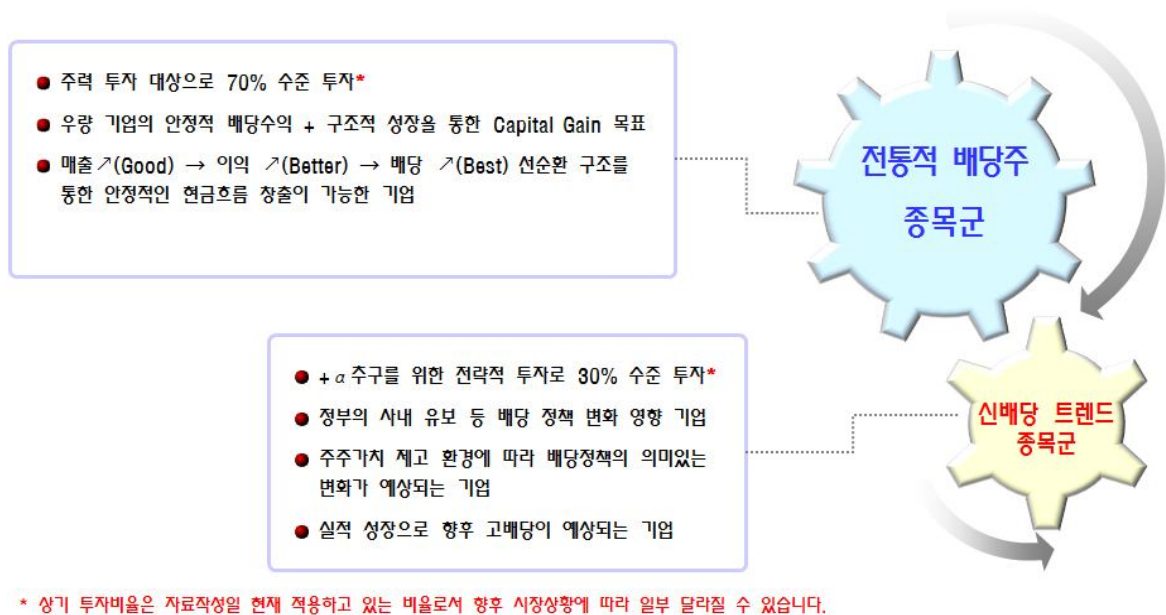 ● 주력 투자 대상으로 70% 수준 투자*
● 우량 기업의 안정적 배당수익 + 구조적 성장을 통한 Capital Gain 목표
● 매출↗(Good) → 이익 ↗(Better) → 배당 ↗(Best) 선순환 구조를
통한 안정적인 현금흐름 창출이 가능한 기업
전통적 배당주
종목군
● +α추구를 위한 전략적 투자로 30% 수준 투자*
● 정부의 사내 유보 등 배당 정책 변화 영향 기업
● 주주가치 제고 환경에 따라 배당정책의 의미있는
변화가 예상되는 기업
● 실적 성장으로 향후 고배당이 예상되는 기업
신배당 트렌드
종목군
* 상기 투자비율은 자료작성일 현재 적용하고 있는 비율로서 향후 시장상황에 따라 일부 달라질 수 있습니다.